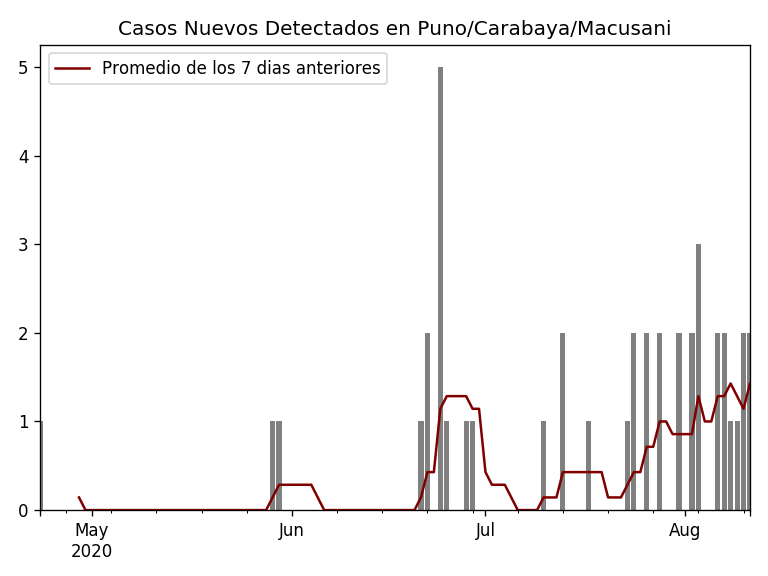 Casos Nuevos Detectados en Puno/Carabaya/Macusani
Promedio de los 7 dias anteriores
5
4
3
2
1
0
May Jun Jul Aug
2020